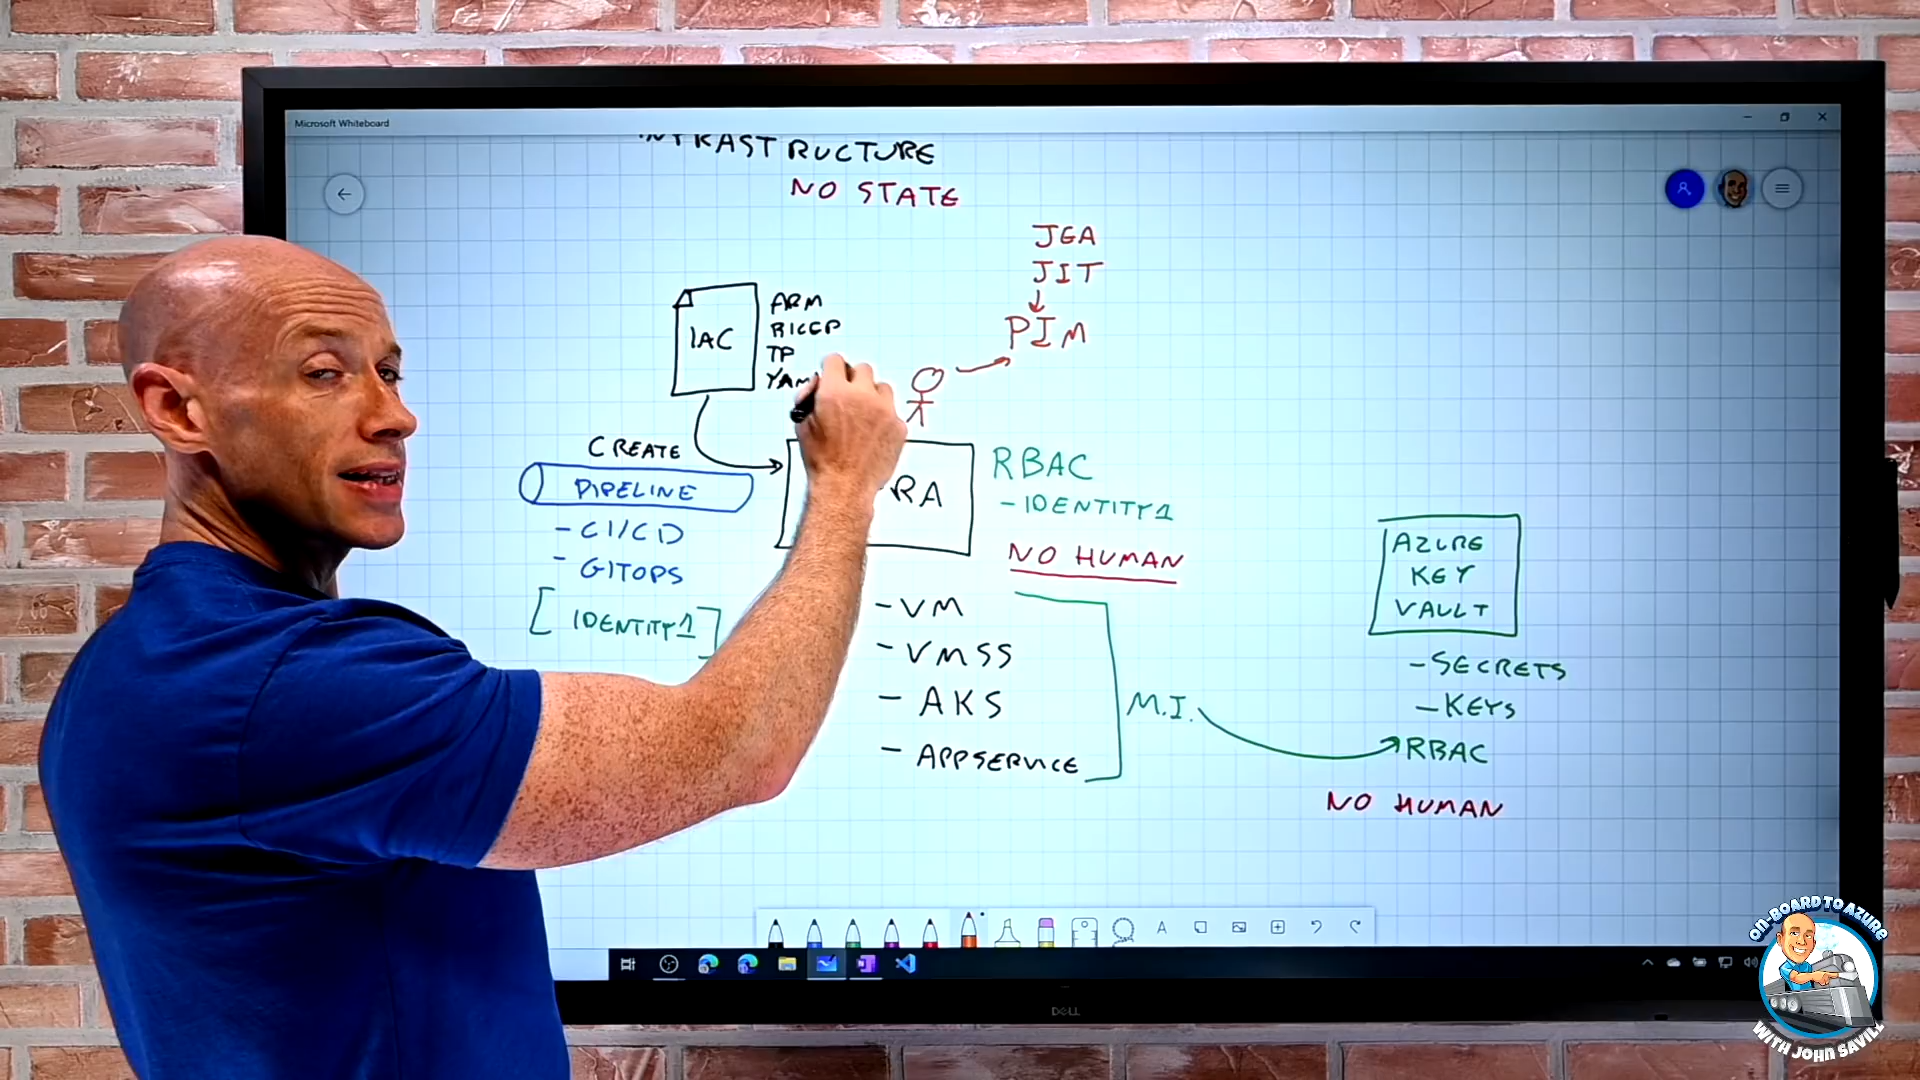 Microsoft Whiteboard
INFRASTRUCTURE
NO STATE
JEA
JIT
PIM
IAC
ARM
BICEP
TF
YAM
CREATE
PIPELINE
- CI/CD
- GITOPS
[IDENTITY1]
RA
RBAC
- IDENTITY1
NO HUMAN
- VM
- VMSS
- AKS
- APPSERVICE
M.I.
AZURE
KEY
VAULT
- SECRETS
- KEYS
RBAC
NO HUMAN
DELL
ON-BOARD TO AZURE
WITH JOHN SAVILL